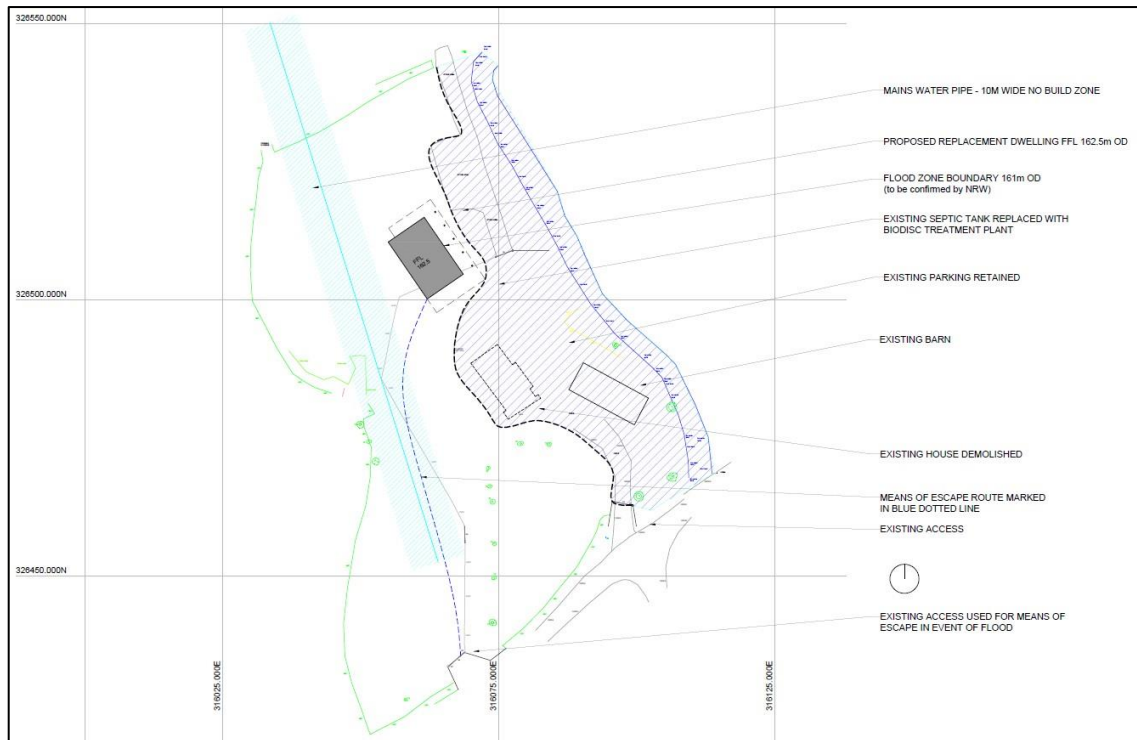 326550.000N
MAINS WATER PIPE - 10M WIDE NO BUILD ZONE
PROPOSED REPLACEMENT DWELLING FFL 162.5m OD
FLOOD ZONE BOUNDARY 161m OD
(to be confirmed by NRW)
EXISTING SEPTIC TANK REPLACED WITH
BIODISC TREATMENT PLANT
FFL
162.5
EXISTING PARKING RETAINED
326500.000N
EXISTING BARN
EXISTING HOUSE DEMOLISHED
MEANS OF ESCAPE ROUTE MARKED
IN BLUE DOTTED LINE
EXISTING ACCESS
326450.000N
EXISTING ACCESS USED FOR MEANS OF
ESCAPE IN EVENT OF FLOOD
316025.000E
316075.000E
316125.000E